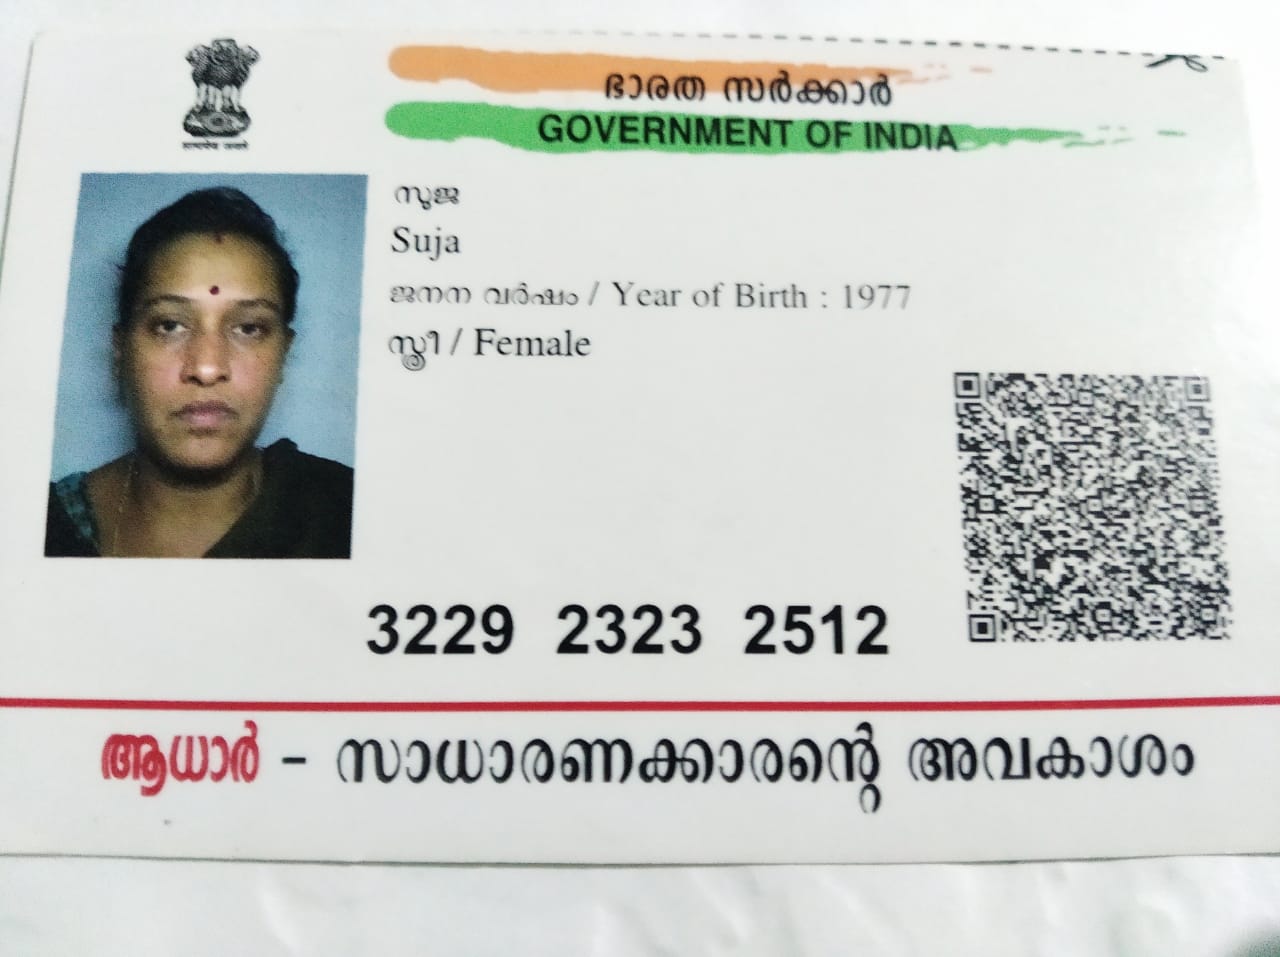 ഭാരത സർക്കാർ
GOVERNMENT OF INDIA
സുജ
Suja
ജനന വർഷം / Year of Birth : 1977
സ്ത്രീ / Female
3229 2323 2512
ആധാർ - സാധാരണക്കാരന്റെ അവകാശം